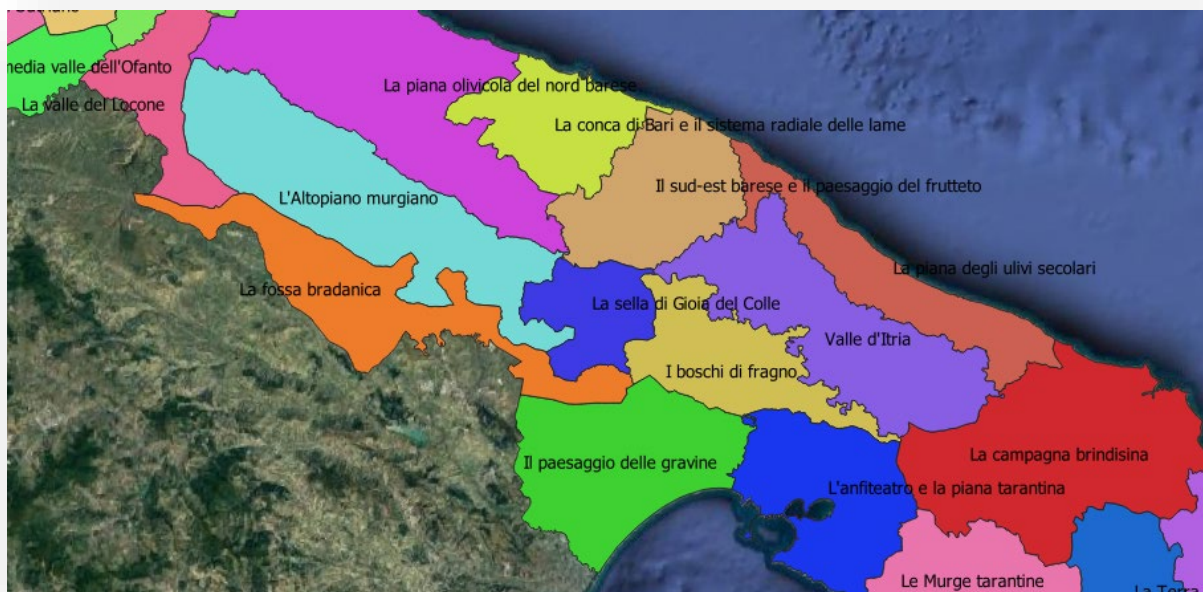 media valle dell'Ofanto
La valle del Locone
La piana olivicola del nord barese
La conca di Bari e il sistema radiale delle lame
Il sud-est barese e il paesaggio del frutteto
L'Altopiano murgiano
La piana degli ulivi secolari
La fossa bradanica
La sella di Gioia del Colle
Valle d'Itria
I boschi di fragno
La campagna brindisina
Il paesaggio delle gravine
L'anfiteatro e la piana tarantina
Le Murge tarantine
La Terra